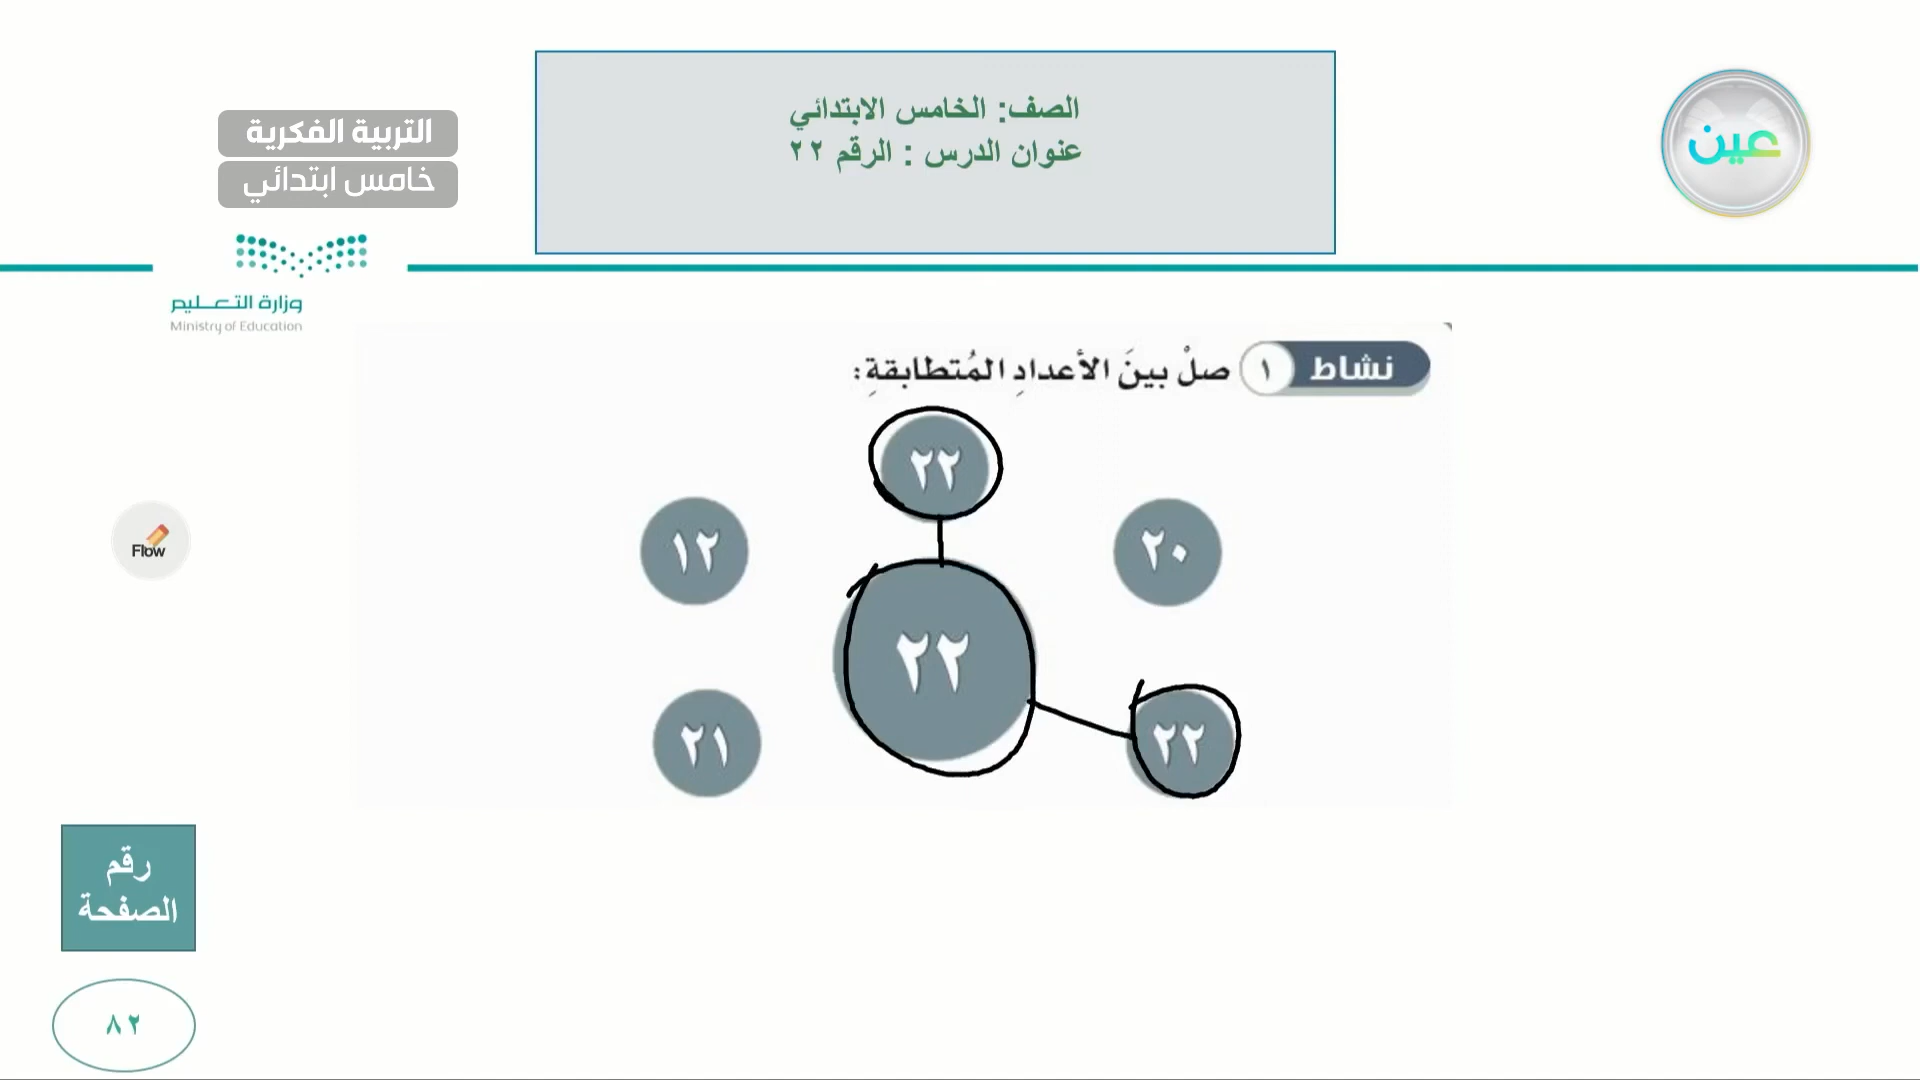 الصف: الخامس الابتدائي
عنوان الدرس : الرقم ٢٢
عين
التربية الفكرية
خامس ابتدائي
وزارة التعليم
Ministry of Education
نشاط ١ صلْ بينَ الأعدادِ المُتطابقةِ:
٢٢
٢٠
١٢
٢٢
٢٢
٢١
Flow
رقم
الصفحة
٨٢